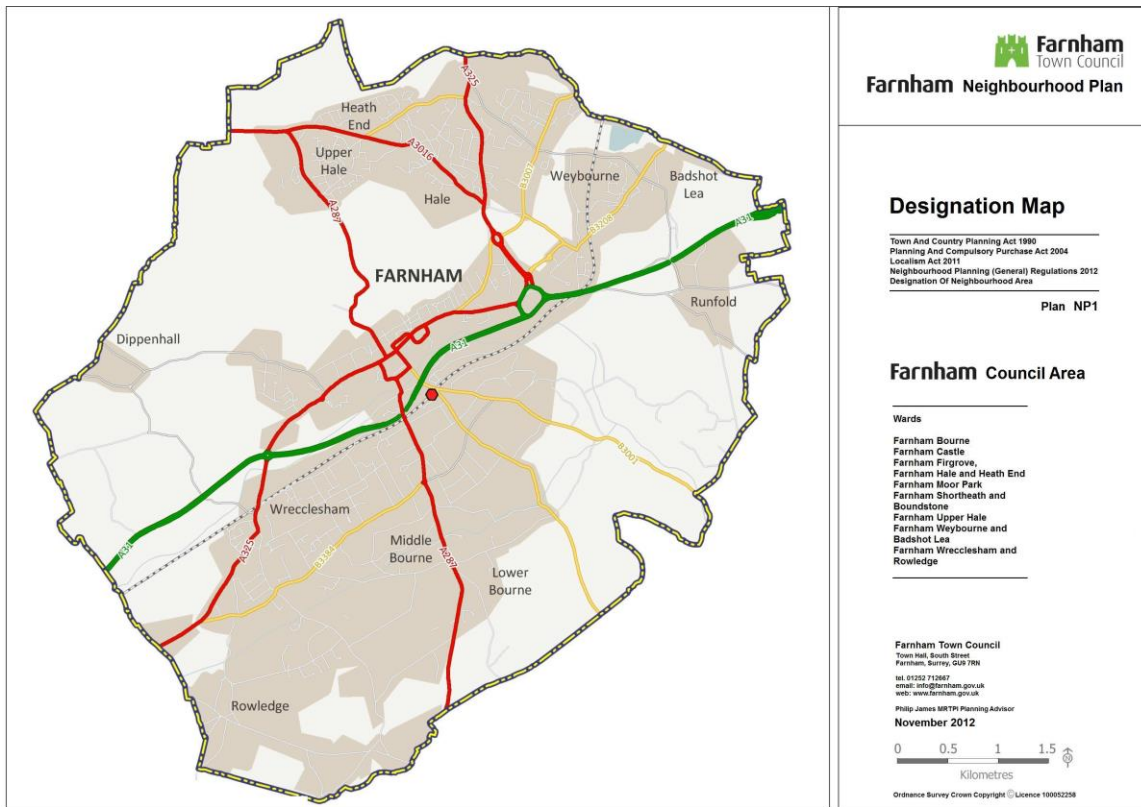 A325
Heath
End
Upper
Hale
A3016
Hale
B3007
Weybourne
Badshot
Lea
A287
B3208
A31
FARNHAM
Runfold
Dippenhall
A31
B3001
Wrecclesham
A31
A325
B3384
Middle
Bourne
A287
Lower
Bourne
Rowledge
Farnham
Town Council
Farnham Neighbourhood Plan
Designation Map
Town And Country Planning Act 1990
Planning And Compulsory Purchase Act 2004
Localism Act 2011
Neighbourhood Planning (General) Regulations 2012
Designation Of Neighbourhood Area
Plan NP1
Farnham Council Area
Wards
Farnham Bourne
Farnham Castle
Farnham Firgrove,
Farnham Hale and Heath End
Farnham Moor Park
Farnham Shortheath and
Boundstone
Farnham Upper Hale
Farnham Weybourne and
Badshot Lea
Farnham Wrecclesham and
Rowledge
Farnham Town Council
Town Hall, South Street
Farnham, Surrey, GU9 7RN
tel. 01252 712667
email: info@farnham.gov.uk
web: www.farnham.gov.uk
Philip James MRTPI Planning Advisor
November 2012
0 0.5 1 1.5
Kilometres
Ordnance Survey Crown Copyright © Licence 100052258